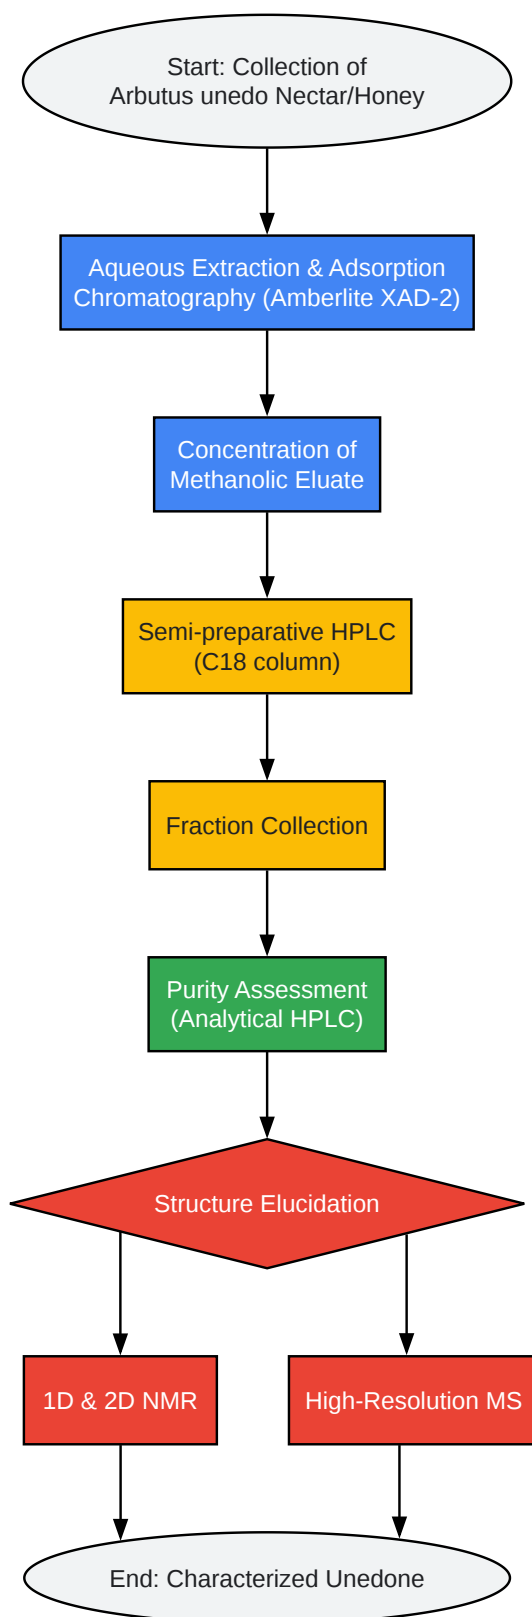 Start: Collection of
Arbutus unedo Nectar/Honey
Aqueous Extraction & Adsorption
Chromatography (Amberlite XAD-2)
Concentration of
Methanolic Eluate
Semi-preparative HPLC
(C18 column)
Fraction Collection
Purity Assessment
(Analytical HPLC)
Structure Elucidation
1D & 2D NMR
High-Resolution MS
End: Characterized Unedone